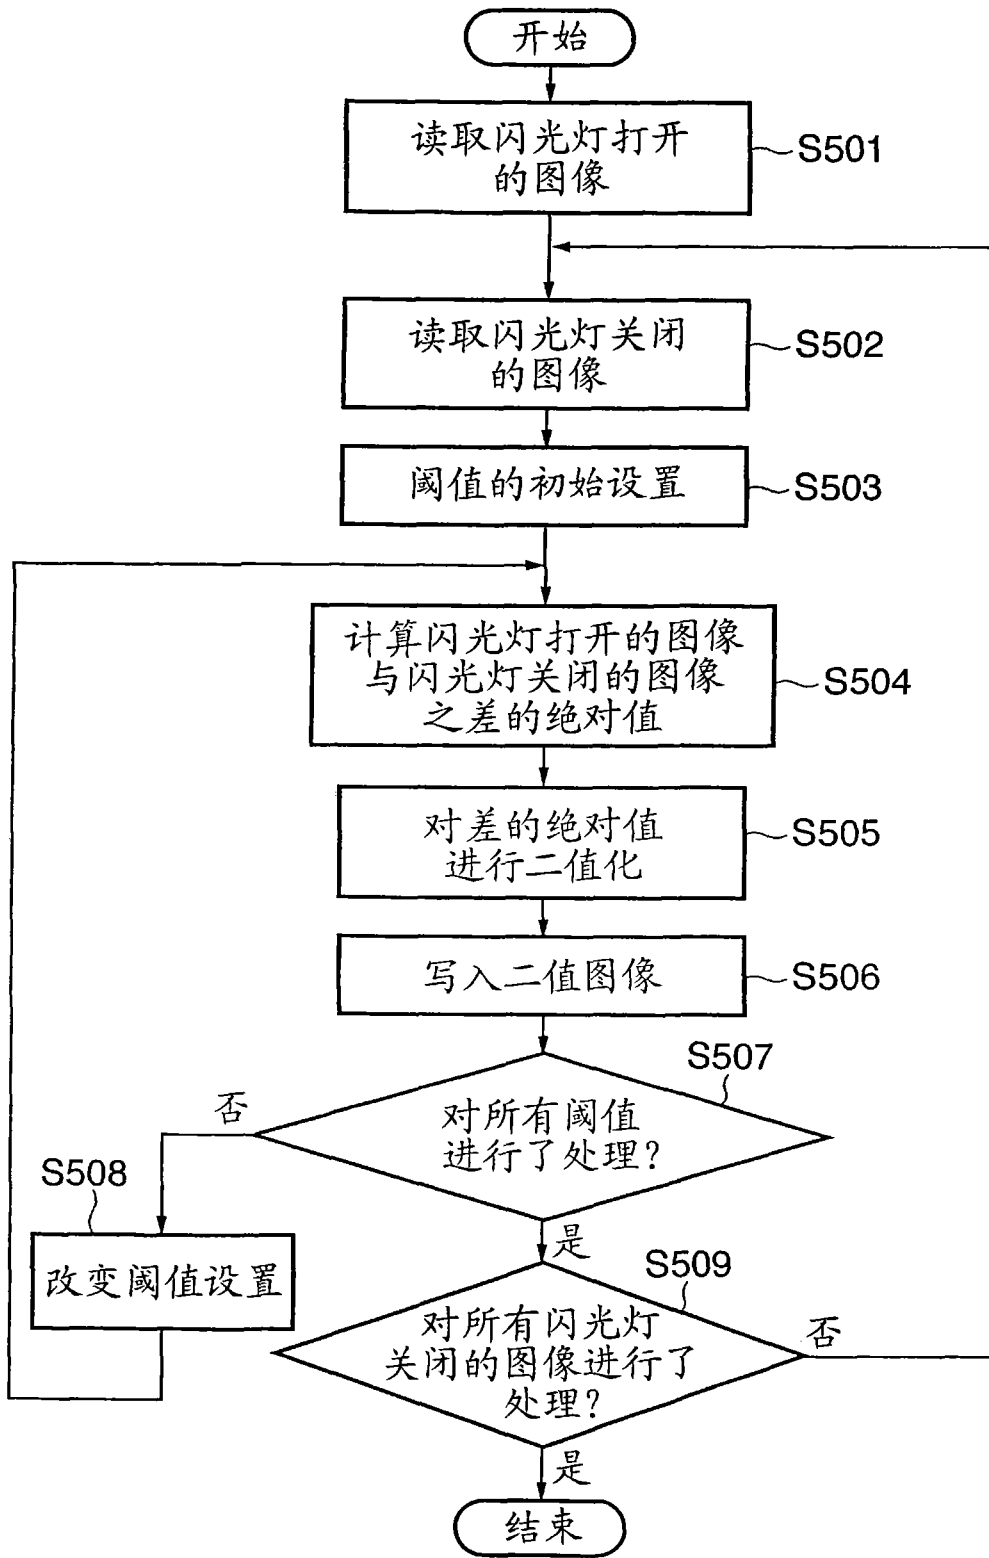 开始
读取闪光灯打开
的图像
S501
读取闪光灯关闭
的图像
S502
阈值的初始设置
S503
计算闪光灯打开的图像
与闪光灯关闭的图像
之差的绝对值
S504
对差的绝对值
进行二值化
S505
写入二值图像
S506
S507
对所有阈值
进行了处理?
否
S508
改变阈值设置
是
S509
对所有闪光灯
关闭的图像进行了
处理?
否
是
结束